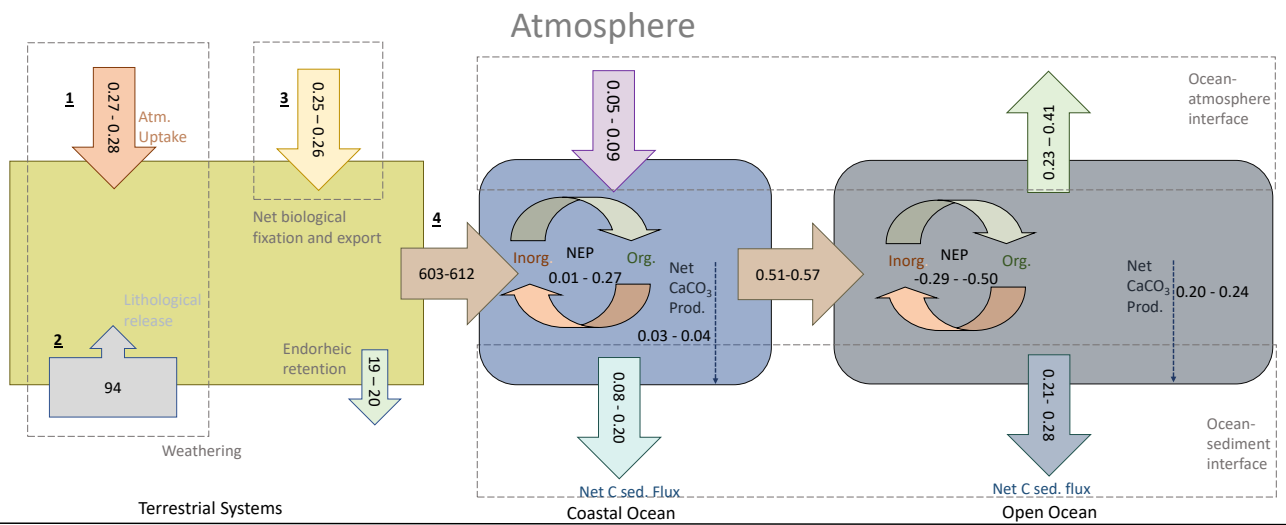 Atmosphere
1
0.27 - 0.28
Atm.
Uptake
3
0.25 – 0.26
Net biological
fixation and export
4
603-612
2
Lithological
release
94
Endorheic
retention
19 – 20
Weathering
Terrestrial Systems
0.05 - 0.09
Inorg.
NEP
Org.
0.01 - 0.27
Net
CaCO3
Prod.
0.03 - 0.04
0.08 - 0.20
Net C sed. Flux
Coastal Ocean
0.51-0.57
0.23 – 0.41
Ocean-
atmosphere
interface
Inorg.
NEP
Org.
-0.29 - -0.50
Net
CaCO3
Prod.
0.20 - 0.24
0.21- 0.28
Net C sed. flux
Open Ocean
Ocean-
sediment
interface